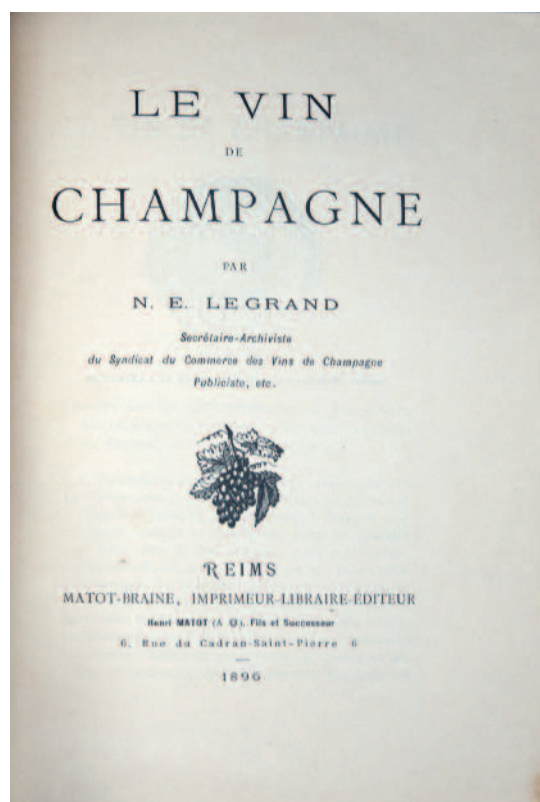 LE VIN
DE
CHAMPAGNE
PAR
N. E. LEGRAND
Secrétaire-Archiviste
du Syndicat du Commerce des Vins de Champagne
Publiciste, etc.
REIMS
MATOT-BRAINE, IMPRIMEUR-LIBRAIRE-ÉDITEUR
Henri MATOT (A ✪), Fils et Successeur
6, Rue du Cadran-Saint-Pierre 6
1896